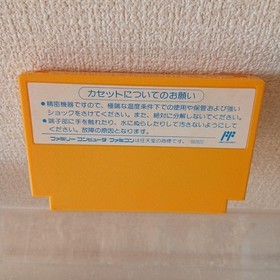 カセットについてのお願い
●精密機器ですので、極端な温度条件下での使用や保管および強い
ショックをさけてください。また、絶対に分解しないでください。
●端子部に手を触れたり、水にぬらしたりして汚さないようにして
ください。故障の原因となります。
ファミリーコンピュータ ファミコンは任天堂の商標です。
FF